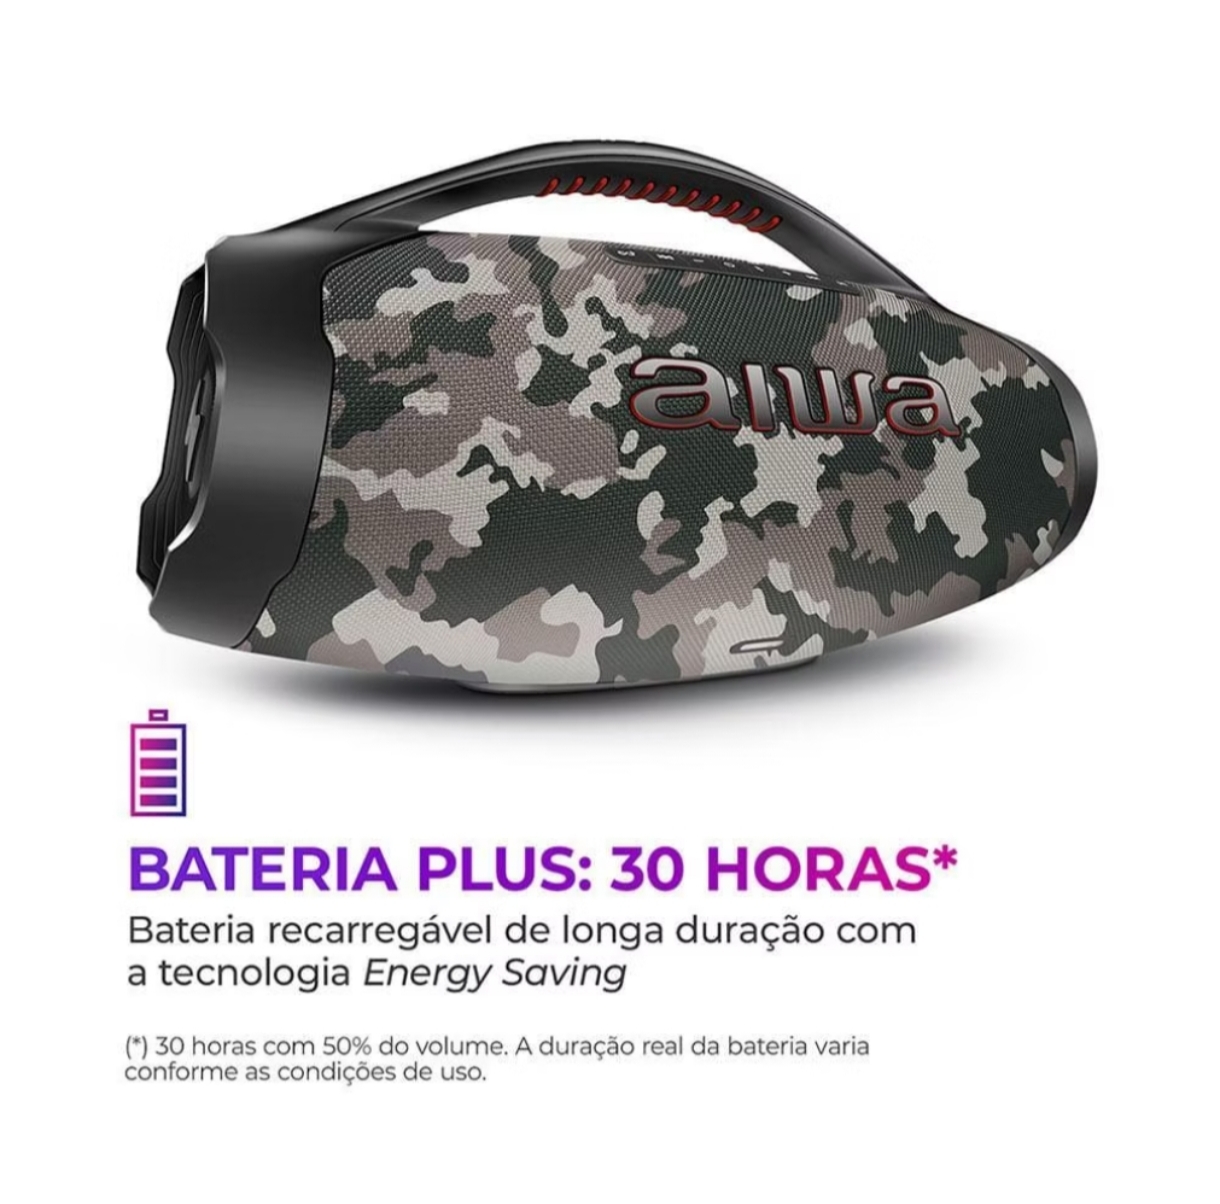 aiwa
BATERIA PLUS: 30 HORAS*
Bateria recarregável de longa duração com
a tecnologia Energy Saving
(*) 30 horas com 50% do volume. A duração real da bateria varia
conforme as condições de uso.